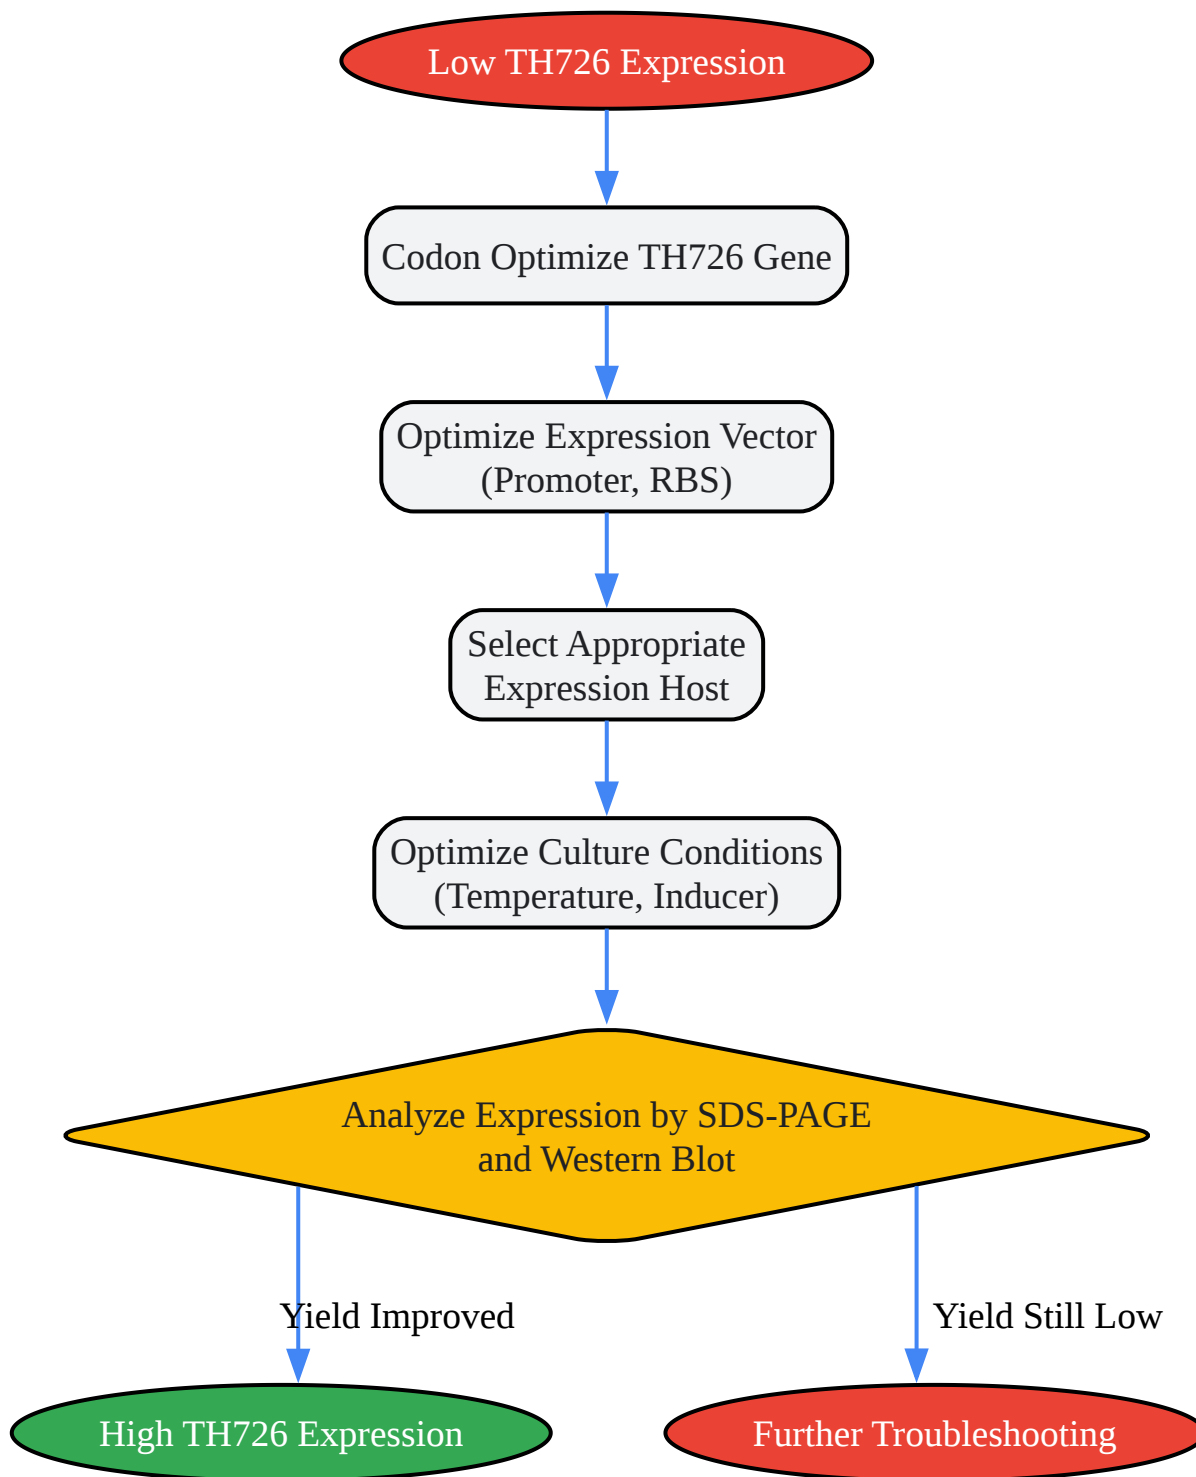 Low TH726 Expression
Codon Optimize TH726 Gene
Optimize Expression Vector
(Promoter, RBS)
Select Appropriate
Expression Host
Optimize Culture Conditions
(Temperature, Inducer)
Analyze Expression by SDS-PAGE
and Western Blot
Yield Improved
Yield Still Low
High TH726 Expression
Further Troubleshooting